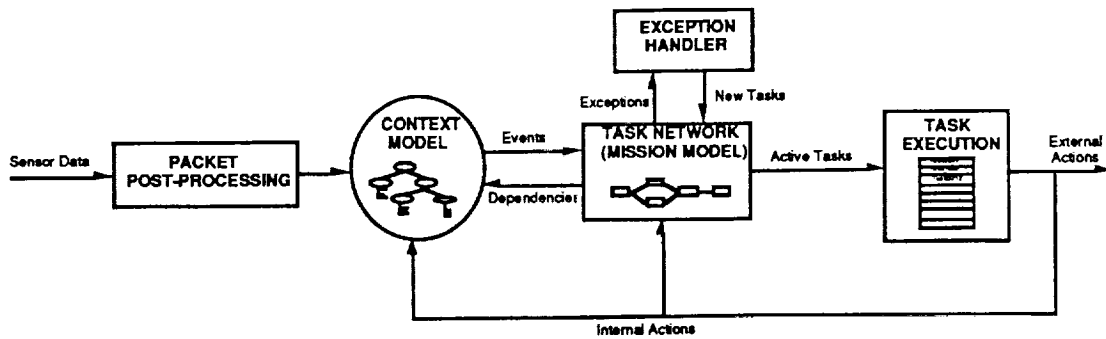 EXCEPTION
HANDLER
Exceptions
New Tasks
CONTEXT
MODEL
Events
TASK NETWORK
(MISSION MODEL)
TASK
EXECUTION
External
Actions
Sensor Data
PACKET
POST-PROCESSING
Active Tasks
Dependencies
Internal Actions